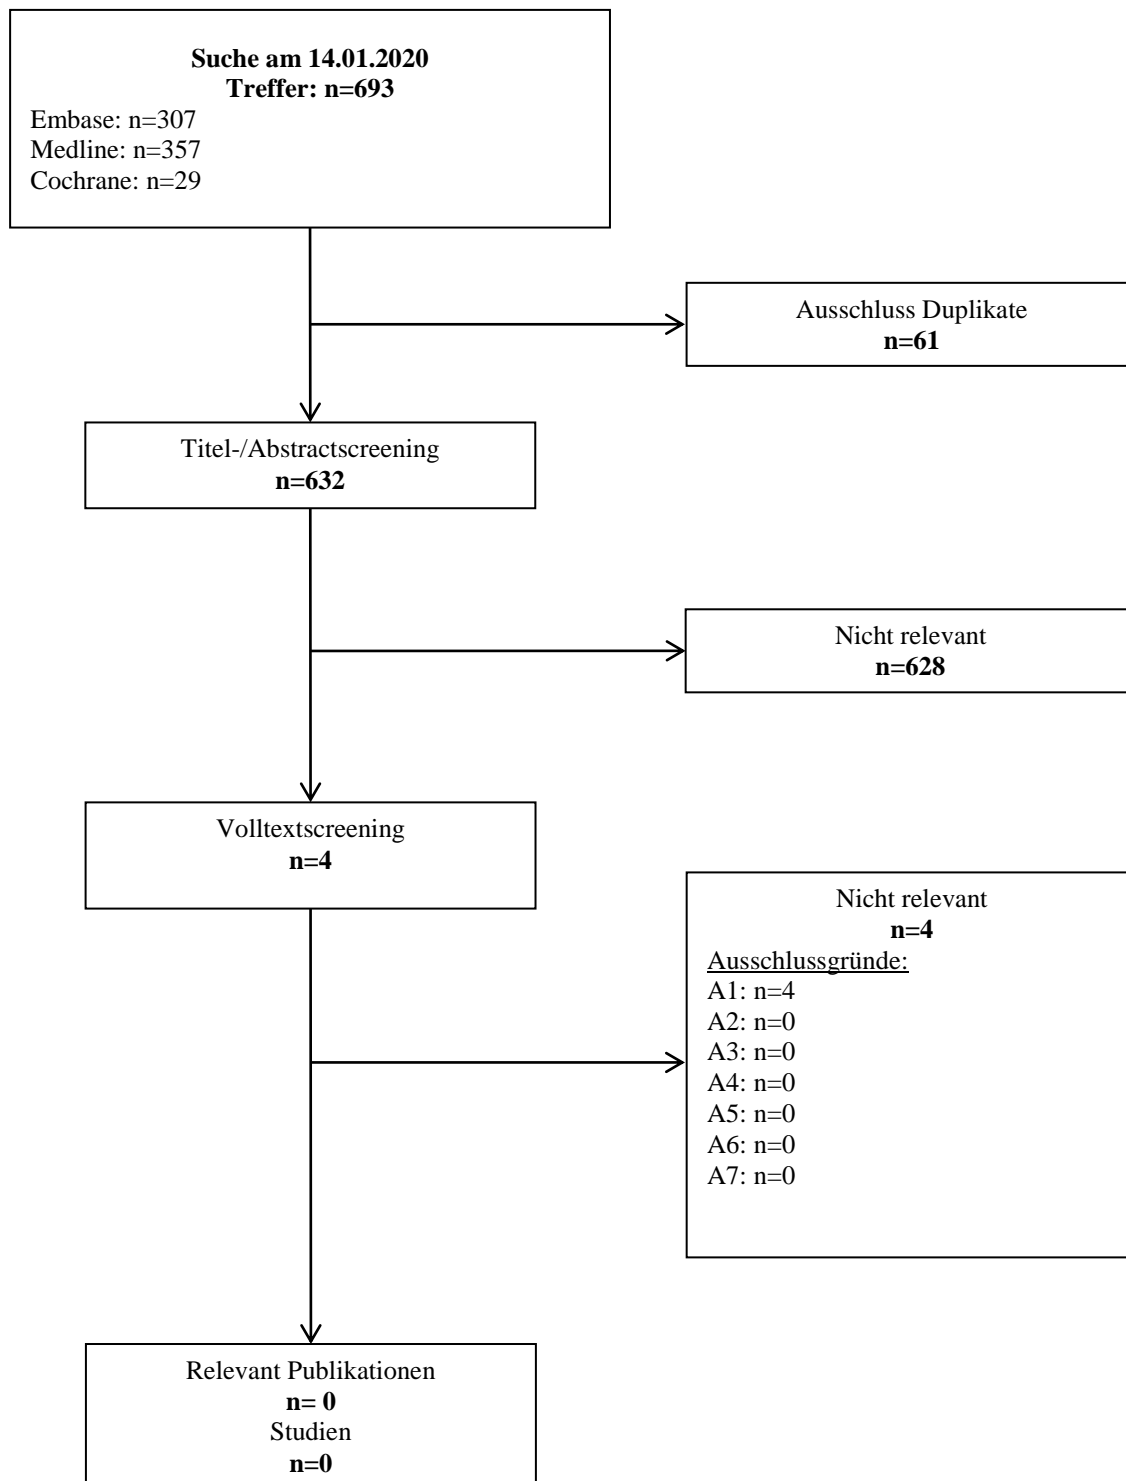 Suche am 14.01.2020
Treffer: n=693
Embase: n=307
Medline: n=357
Cochrane: n=29
Ausschluss Duplikate
n=61
Titel-/Abstractscreening
n=632
Nicht relevant
n=628
Volltextscreening
n=4
Nicht relevant
n=4
Ausschlussgründe:
A1: n=4
A2: n=0
A3: n=0
A4: n=0
A5: n=0
A6: n=0
A7: n=0
Relevant Publikationen
n= 0
Studien
n=0